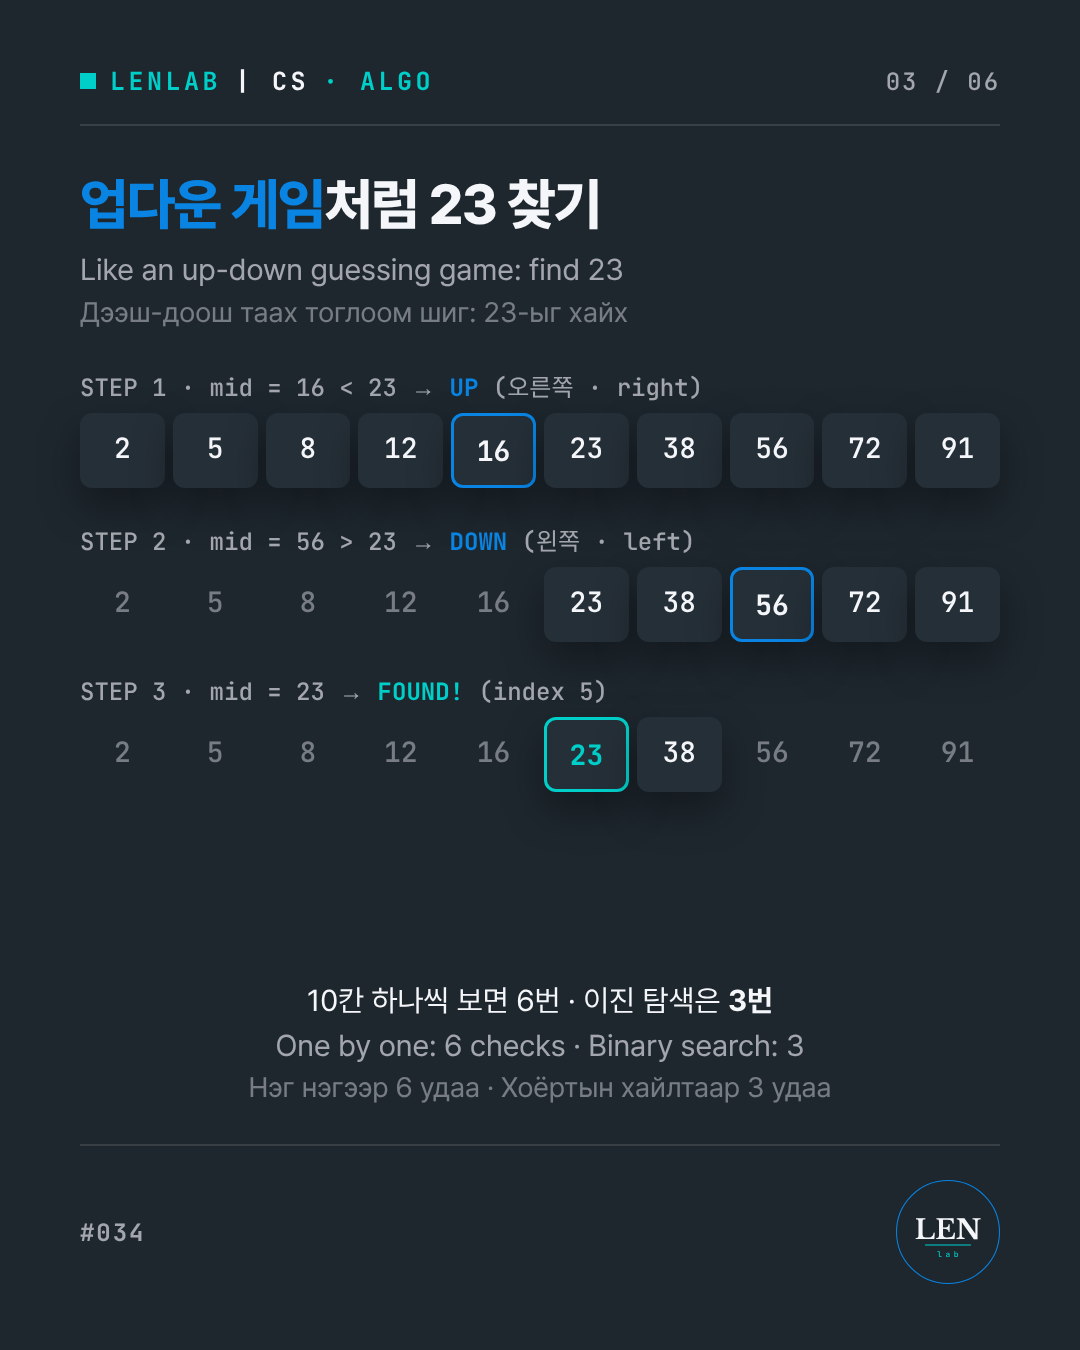 LENLAB | CS · ALGO 03 / 06
업다운 게임처럼 23 찾기
Like an up-down guessing game: find 23
Дээш-доош таах тоглоом шиг: 23-ыг хайх
STEP 1 · mid = 16 < 23 → UP (오른쪽 · right)
2 5 8 12 16 23 38 56 72 91
STEP 2 · mid = 56 > 23 → DOWN (왼쪽 · left)
2 5 8 12 16 23 38 56 72 91
STEP 3 · mid = 23 → FOUND! (index 5)
2 5 8 12 16 23 38 56 72 91
10칸 하나씩 보면 6번 · 이진 탐색은 3번
One by one: 6 checks · Binary search: 3
Нэг нэгээр 6 удаа · Хоёртын хайлтаар 3 удаа
#034
LEN
lab